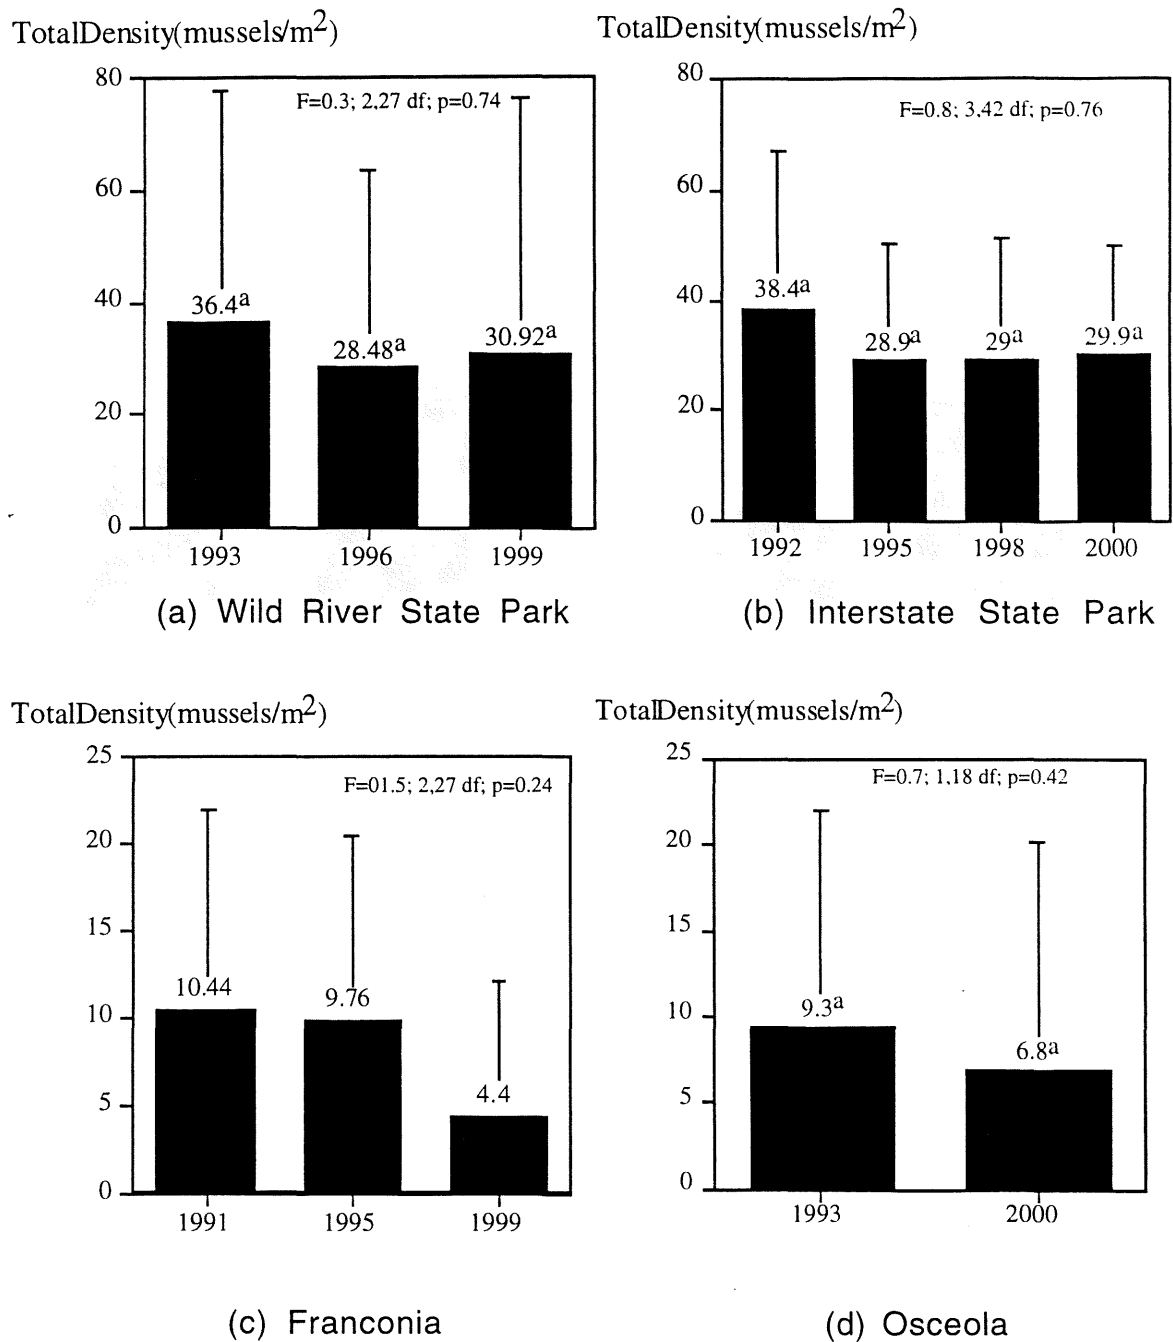 TotalDensity(mussels/m2)
80
60
40
20
0
F=0.3; 2,27 df; p=0.74
36.4a
28.48a
30.92a
1993 1996 1999
(a) Wild River State Park
TotalDensity(mussels/m2)
80
60
40
20
0
F=0.8; 3,42 df; p=0.76
38.4a
28.9a
29a
29.9a
1992 1995 1998 2000
(b) Interstate State Park
TotalDensity(mussels/m2)
25
20
15
10
5
0
F=01.5; 2,27 df; p=0.24
10.44
9.76
4.4
1991 1995 1999
(c) Franconia
TotalDensity(mussels/m2)
25
20
15
10
5
0
F=0.7; 1,18 df; p=0.42
9.3a
6.8a
1993 2000
(d) Osceola